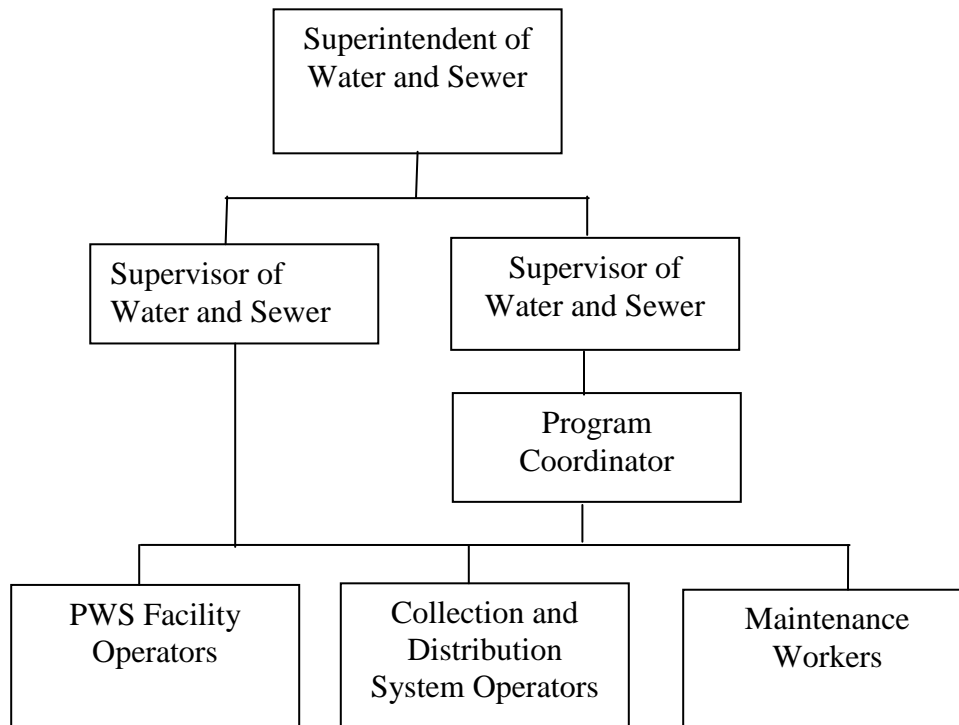 Superintendent of
Water and Sewer
Supervisor of
Water and Sewer
Supervisor of
Water and Sewer
Program
Coordinator
PWS Facility
Operators
Collection and
Distribution
System Operators
Maintenance
Workers